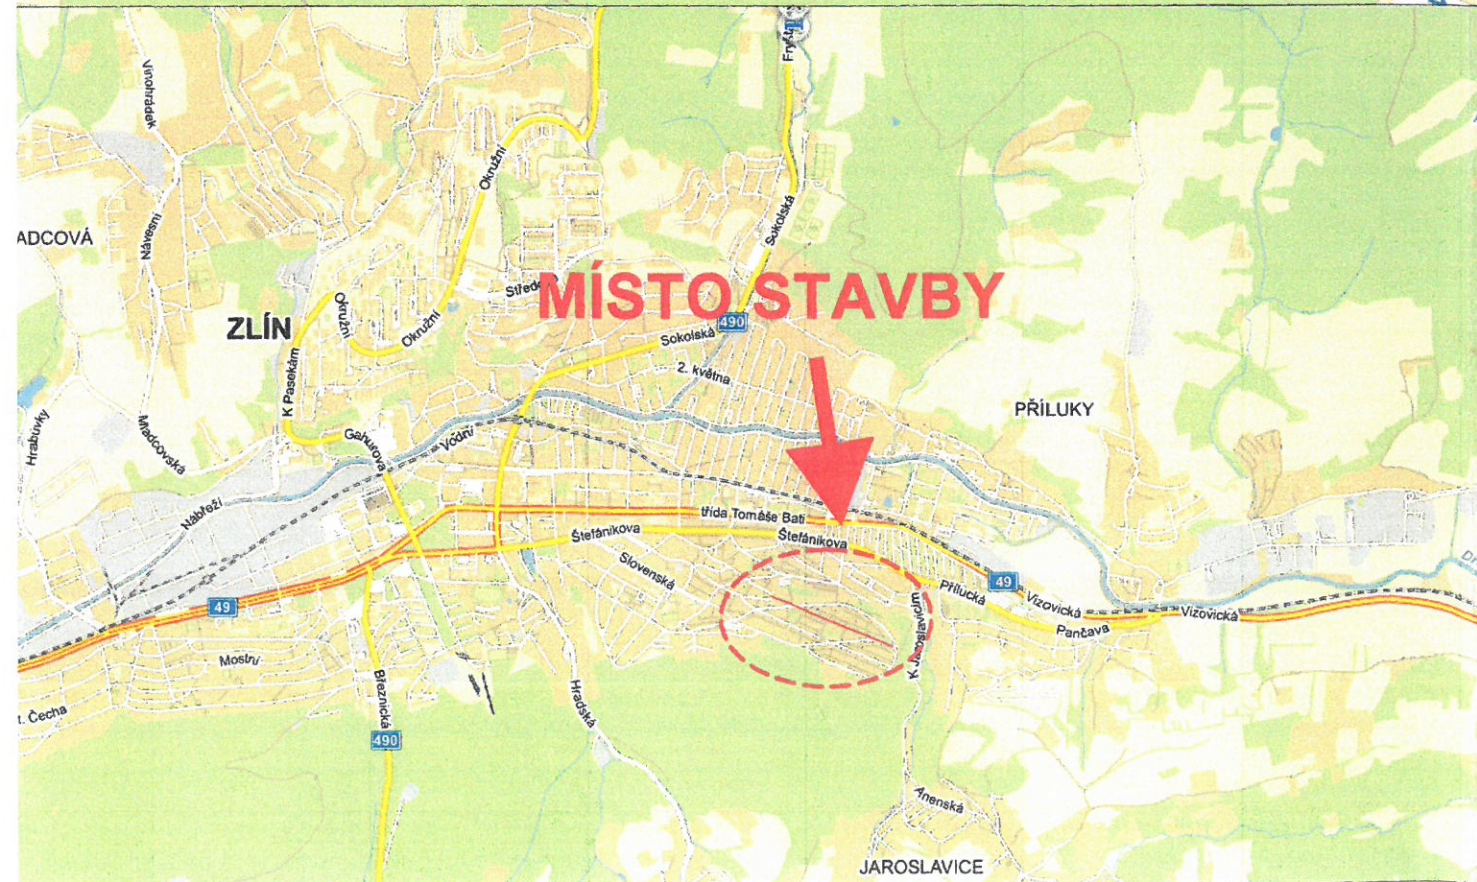 Vinohrádek
Okružní
Sokolská
Návesní
ADCOVÁ
MÍSTO STAVBY
Okružní
Okružní
ZLÍN
490
Sokolská
K Pasekám
2. května
PŘÍLUKY
Hrabůvky
Mladcovská
Gahurova
Vodní
Nábřeží
třída Tomáše Bati
Štefánikova
Štefánikova
Slovenská
49
Přílucká
Vizovická
Vizovická
49
Pančava
K Jaroslavicím
Mostní
t. Čecha
Březnická
Hradská
490
Anenská
JAROSLAVICE